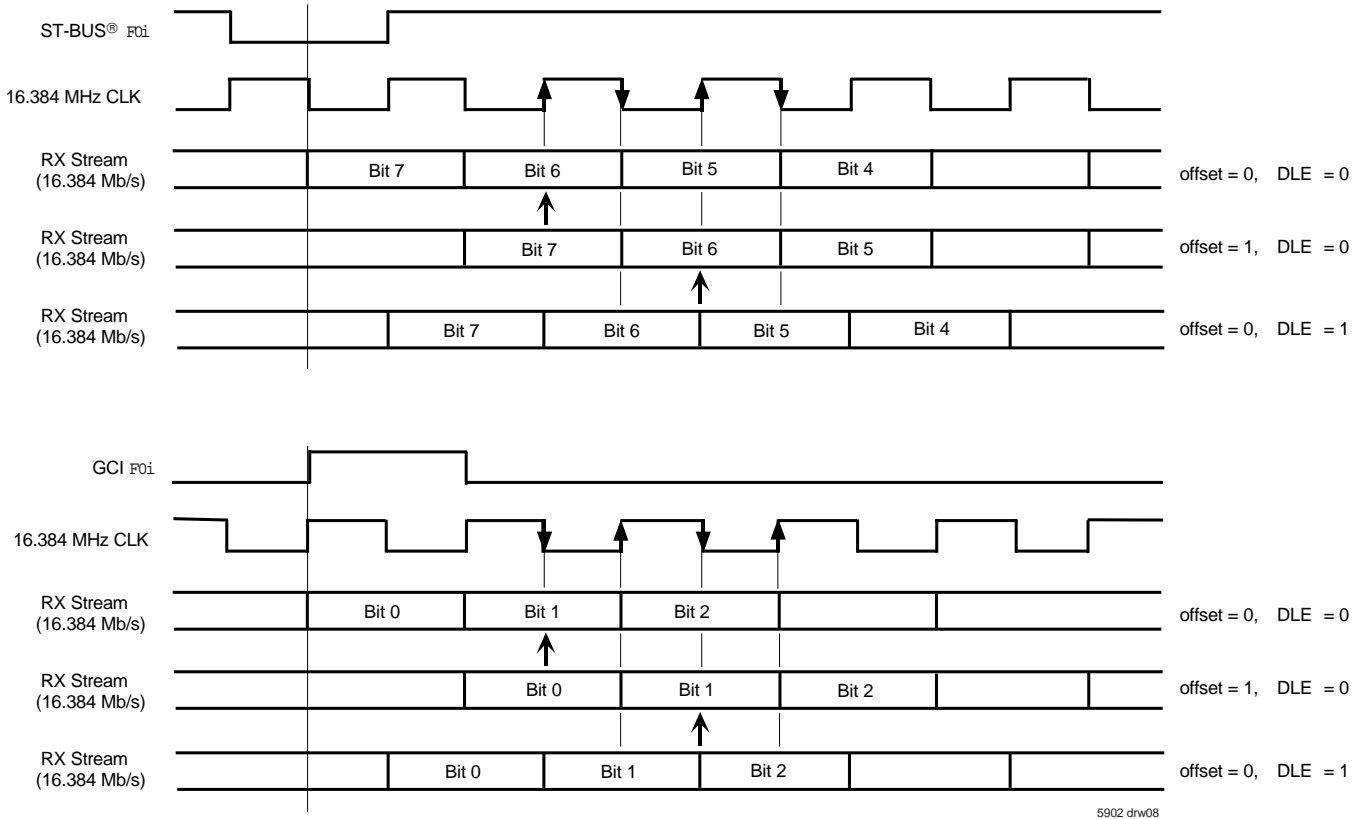 ST-BUS® F0i
16.384 MHz CLK
RX Stream
(16.384 Mb/s)
Bit 7
Bit 6
Bit 5
Bit 4
offset = 0, DLE = 0
RX Stream
(16.384 Mb/s)
Bit 7
Bit 6
Bit 5
offset = 1, DLE = 0
RX Stream
(16.384 Mb/s)
Bit 7
Bit 6
Bit 5
Bit 4
offset = 0, DLE = 1
GCI F0i
16.384 MHz CLK
RX Stream
(16.384 Mb/s)
Bit 0
Bit 1
Bit 2
offset = 0, DLE = 0
RX Stream
(16.384 Mb/s)
Bit 0
Bit 1
Bit 2
offset = 1, DLE = 0
RX Stream
(16.384 Mb/s)
Bit 0
Bit 1
Bit 2
offset = 0, DLE = 1
5902 drw08